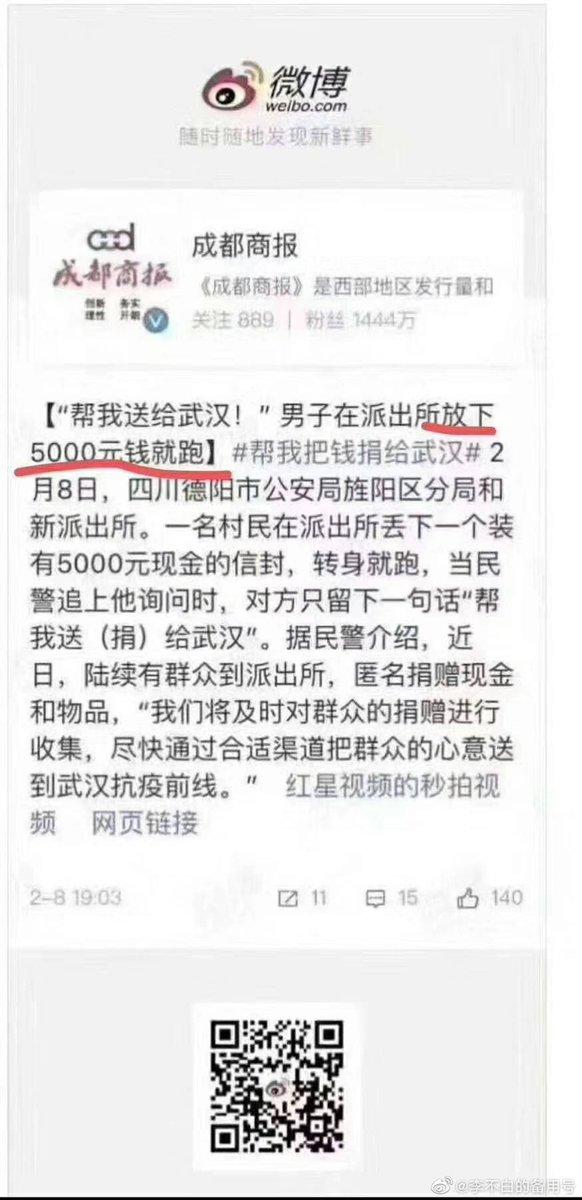 微博
weibo.com
随时随地发现新鲜事
成都商报
成都商报
创新 务实
理性 开朗
《成都商报》是西部地区发行量和
关注 889 | 粉丝 1444万
【“帮我送给武汉！”男子在派出所放下
5000元钱就跑】#帮我把钱捐给武汉# 2
月8日，四川德阳市公安局旌阳区分局和
新派出所。一名村民在派出所丢下一个装
有5000元现金的信封，转身就跑，当民
警追上他询问时，对方只留下一句话“帮
我送（捐）给武汉”。据民警介绍，近
日，陆续有群众到派出所，匿名捐赠现金
和物品，“我们将及时对群众的捐赠进行
收集，尽快通过合适渠道把群众的心意送
到武汉抗疫前线。” 红星视频的秒拍视
频 网页链接
2-8 19:03 11 15 140
@李不白的备用号